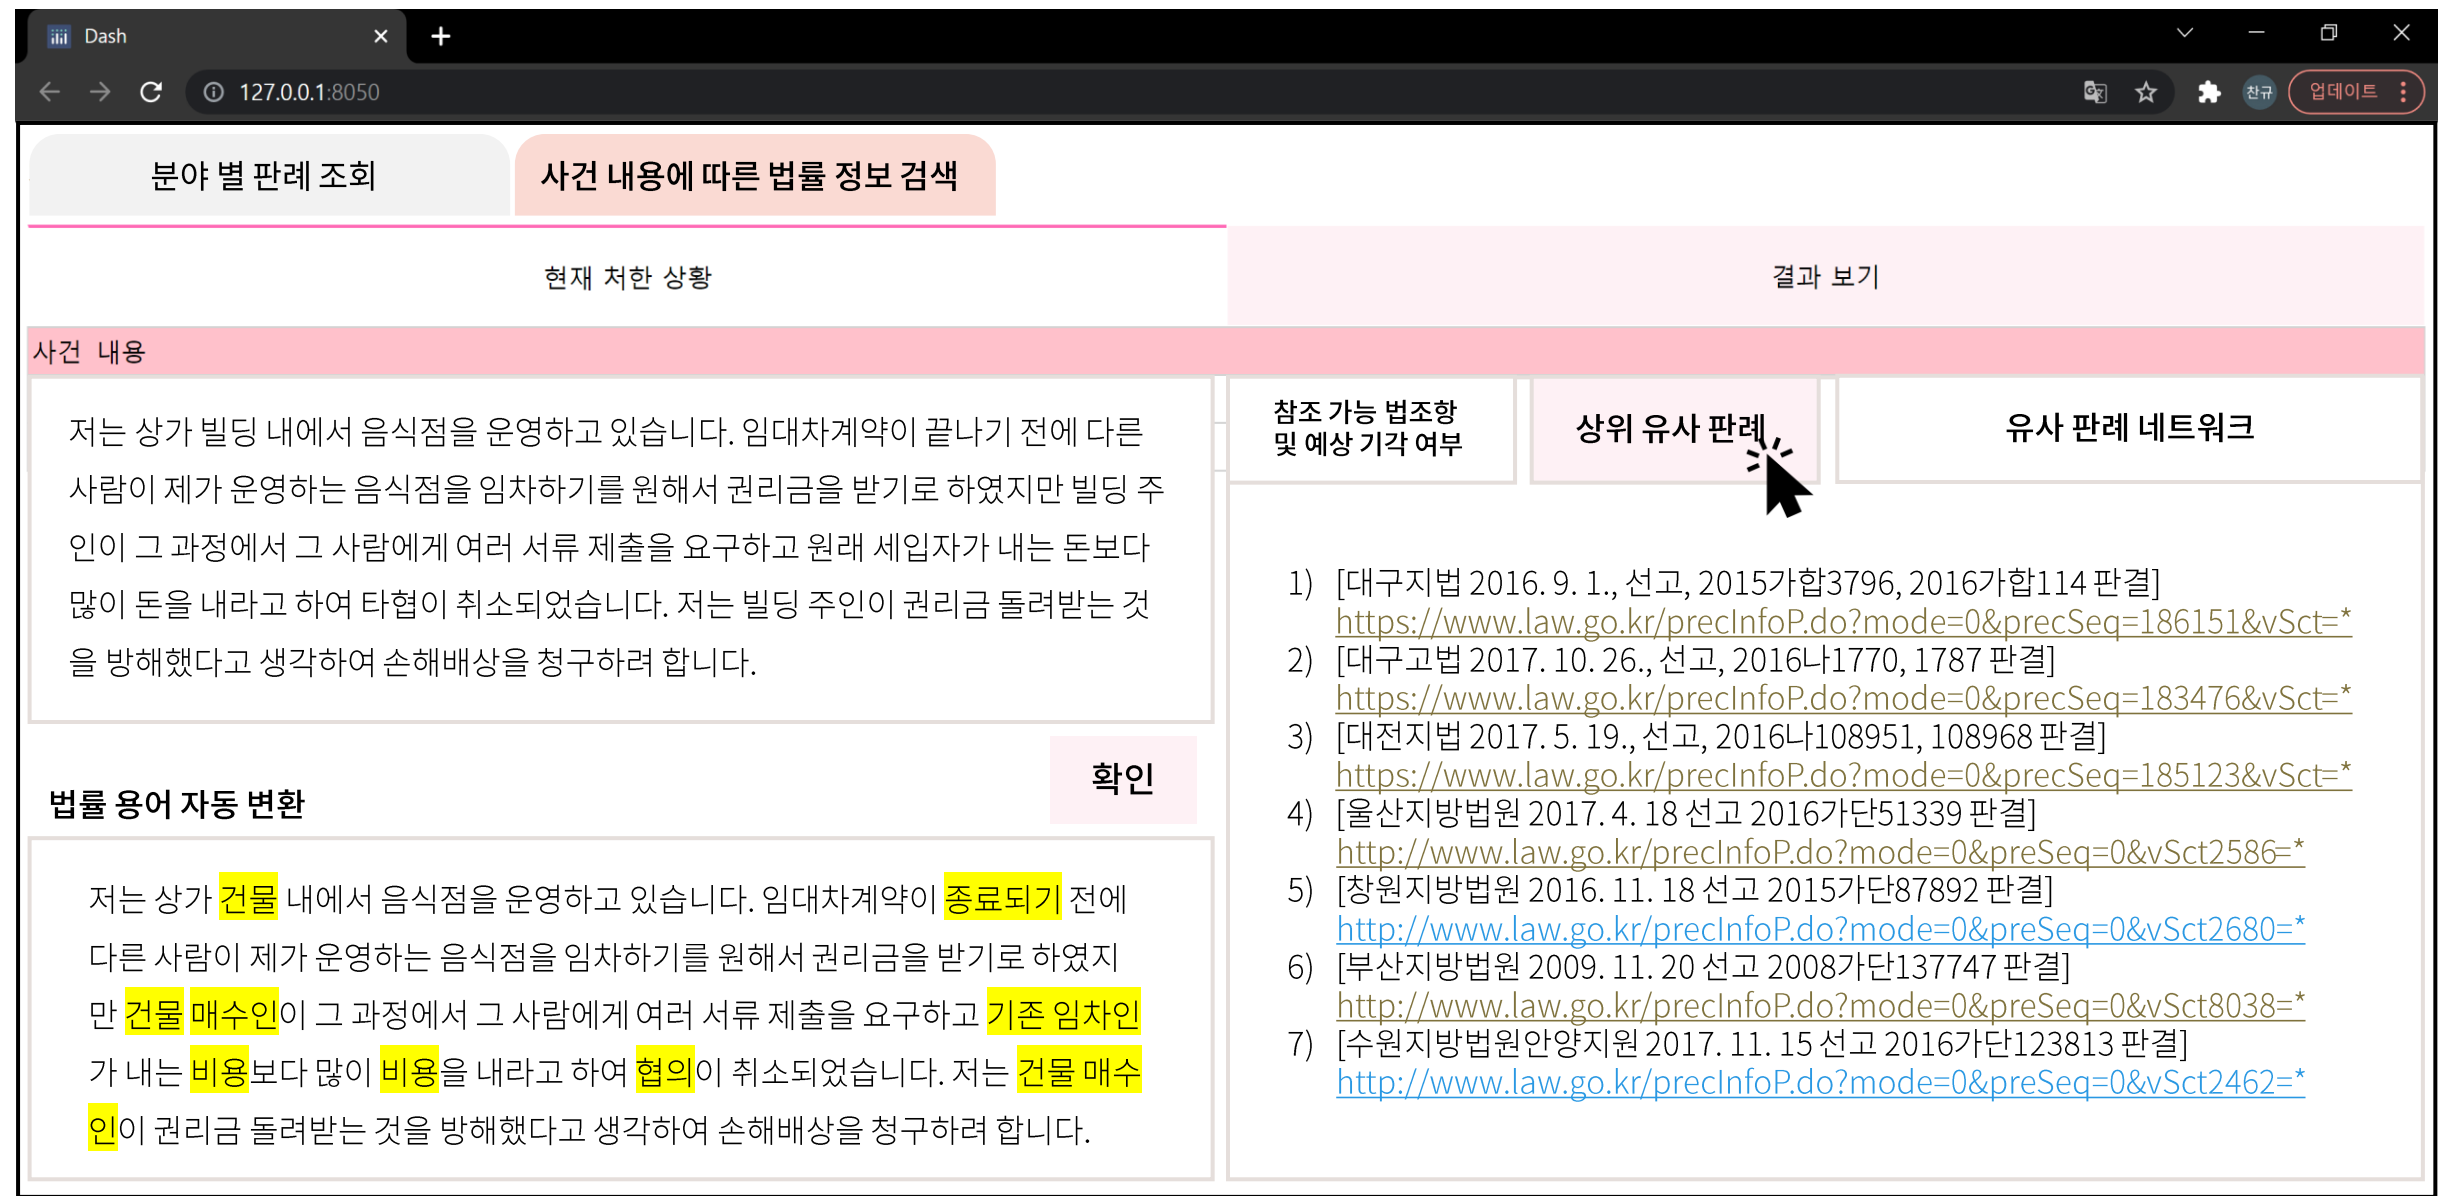 Dash
127.0.0.1:8050
찬규
업데이트
분야 별 판례 조회
사건 내용에 따른 법률 정보 검색
현재 처한 상황
결과 보기
사건 내용
저는 상가 빌딩 내에서 음식점을 운영하고 있습니다. 임대차계약이 끝나기 전에 다른
사람이 제가 운영하는 음식점을 임차하기를 원해서 권리금을 받기로 하였지만 빌딩 주
인이 그 과정에서 그 사람에게 여러 서류 제출을 요구하고 원래 세입자가 내는 돈보다
많이 돈을 내라고 하여 타협이 취소되었습니다. 저는 빌딩 주인이 권리금 돌려받는 것
을 방해했다고 생각하여 손해배상을 청구하려 합니다.
확인
법률 용어 자동 변환
저는 상가 건물 내에서 음식점을 운영하고 있습니다. 임대차계약이 종료되기 전에
다른 사람이 제가 운영하는 음식점을 임차하기를 원해서 권리금을 받기로 하였지
만 건물 매수인이 그 과정에서 그 사람에게 여러 서류 제출을 요구하고 기존 임차인
가 내는 비용보다 많이 비용을 내라고 하여 협의이 취소되었습니다. 저는 건물 매수
인이 권리금 돌려받는 것을 방해했다고 생각하여 손해배상을 청구하려 합니다.
참조 가능 법조항
및 예상 기각 여부
상위 유사 판례
유사 판례 네트워크
1) [대구지법 2016. 9. 1., 선고, 2015가합3796, 2016가합114 판결]
https://www.law.go.kr/precInfoP.do?mode=0&precSeq=186151&vSct=*
2) [대구고법 2017. 10. 26., 선고, 2016나1770, 1787 판결]
https://www.law.go.kr/precInfoP.do?mode=0&precSeq=183476&vSct=*
3) [대전지법 2017. 5. 19., 선고, 2016나108951, 108968 판결]
https://www.law.go.kr/precInfoP.do?mode=0&precSeq=185123&vSct=*
4) [울산지방법원 2017. 4. 18 선고 2016가단51339 판결]
http://www.law.go.kr/precInfoP.do?mode=0&preSeq=0&vSct2586=*
5) [창원지방법원 2016. 11. 18 선고 2015가단87892 판결]
http://www.law.go.kr/precInfoP.do?mode=0&preSeq=0&vSct2680=*
6) [부산지방법원 2009. 11. 20 선고 2008가단137747 판결]
http://www.law.go.kr/precInfoP.do?mode=0&preSeq=0&vSct8038=*
7) [수원지방법원안양지원 2017. 11. 15 선고 2016가단123813 판결]
http://www.law.go.kr/precInfoP.do?mode=0&preSeq=0&vSct2462=*